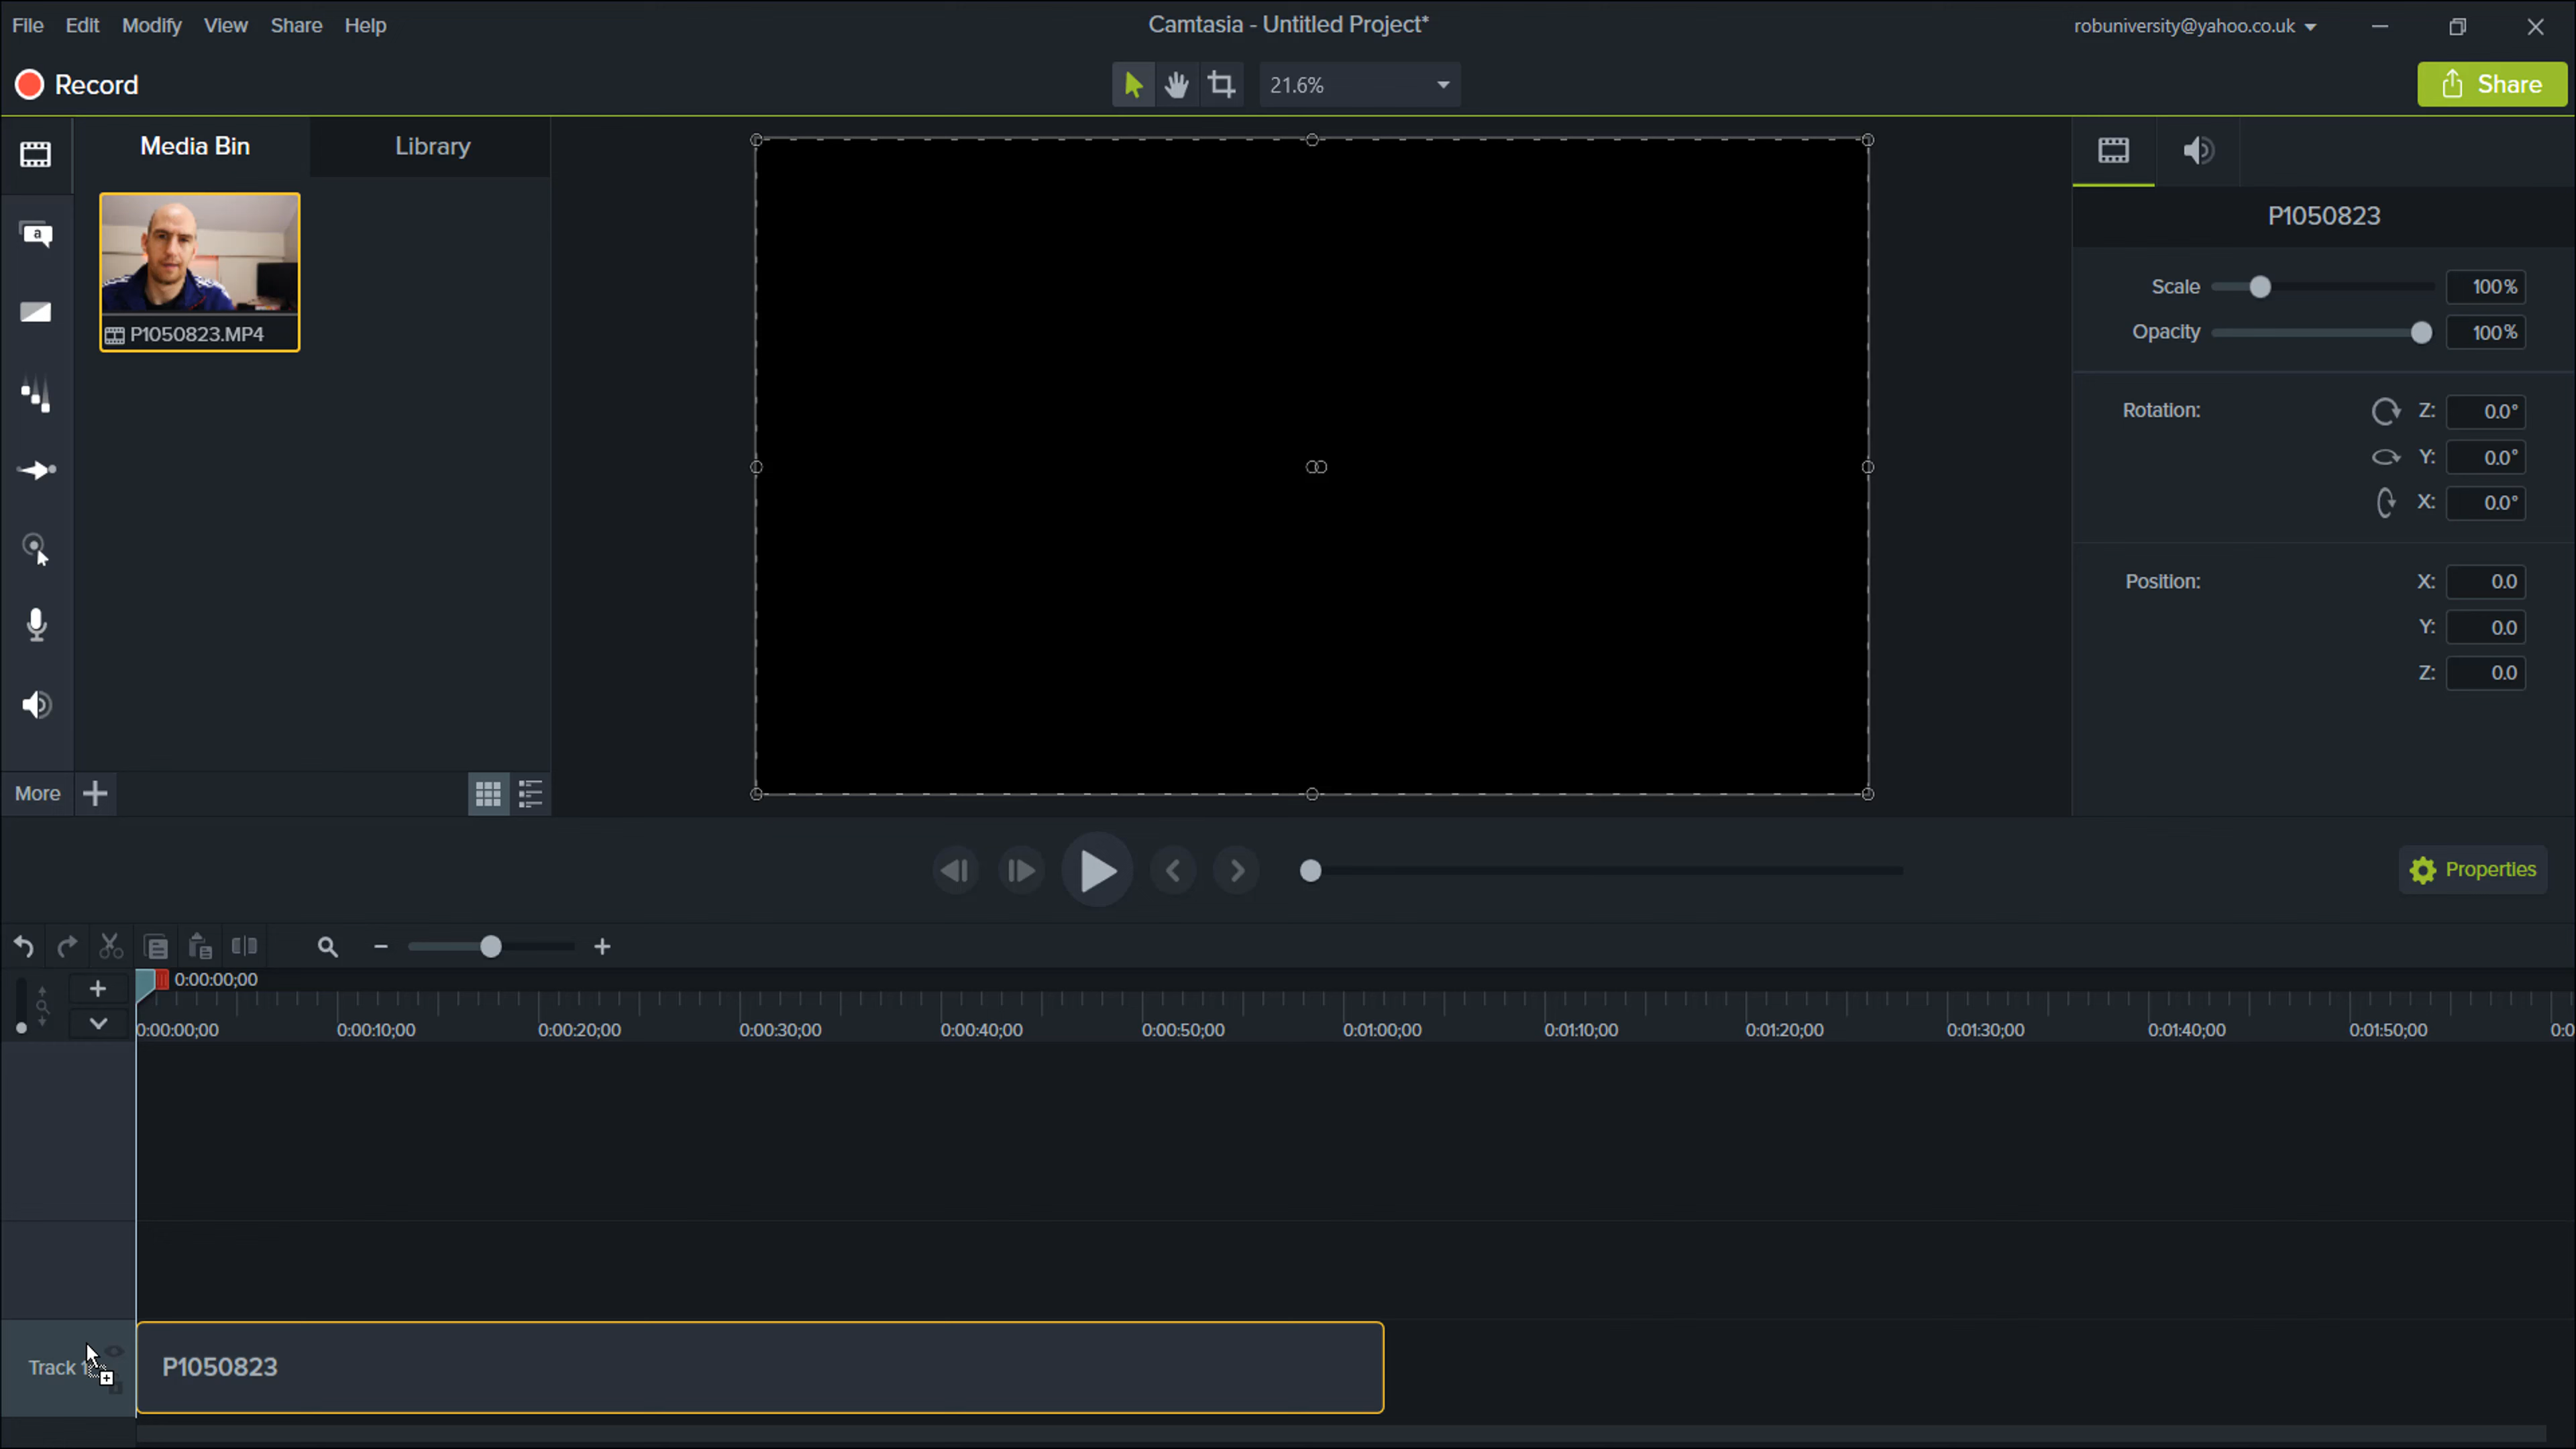 File Edit Modify View Share Help
Camtasia - Untitled Project*
robuniversity@yahoo.co.uk
Record
21.6%
Share
Media Bin
Library
P1050823.MP4
P1050823
Scale 100%
Opacity 100%
Rotation: Z: 0.0°
Y: 0.0°
X: 0.0°
Position: X: 0.0
Y: 0.0
Z: 0.0
a
More
Properties
0:00:00;00
0:00:00;00 0:00:10;00 0:00:20;00 0:00:30;00 0:00:40;00 0:00:50;00 0:01:00;00 0:01:10;00 0:01:20;00 0:01:30;00 0:01:40;00 0:01:50;00 0:0
Track 1
P1050823